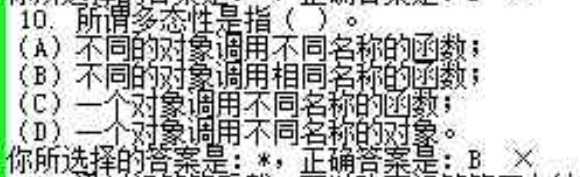 10. 所谓多态性是指（ ）。
（A）不同的对象调用不同名称的函数；
（B）不同的对象调用相同名称的函数；
（C）一个对象调用不同名称的函数；
（D）一个对象调用不同名称的对象。
你所选择的答案是：*，正确答案是：B ×